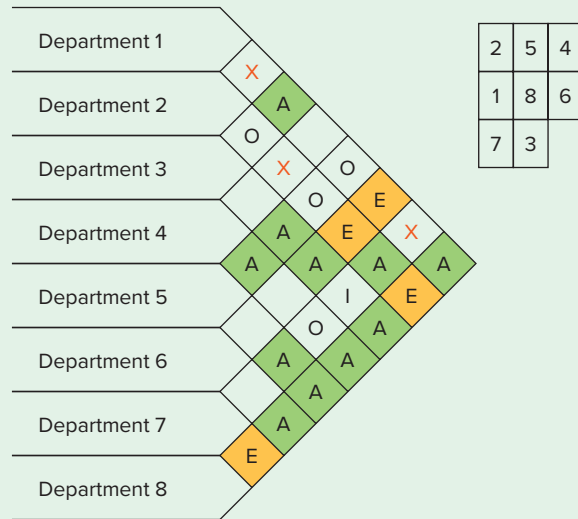 Department 1
X
Department 2 A
O
Department 3 X O
O E
Department 4 A E X
A A A A
Department 5 I E
O A
Department 6 A A
A
Department 7 A
E
Department 8
2 5 4
1 8 6
7 3